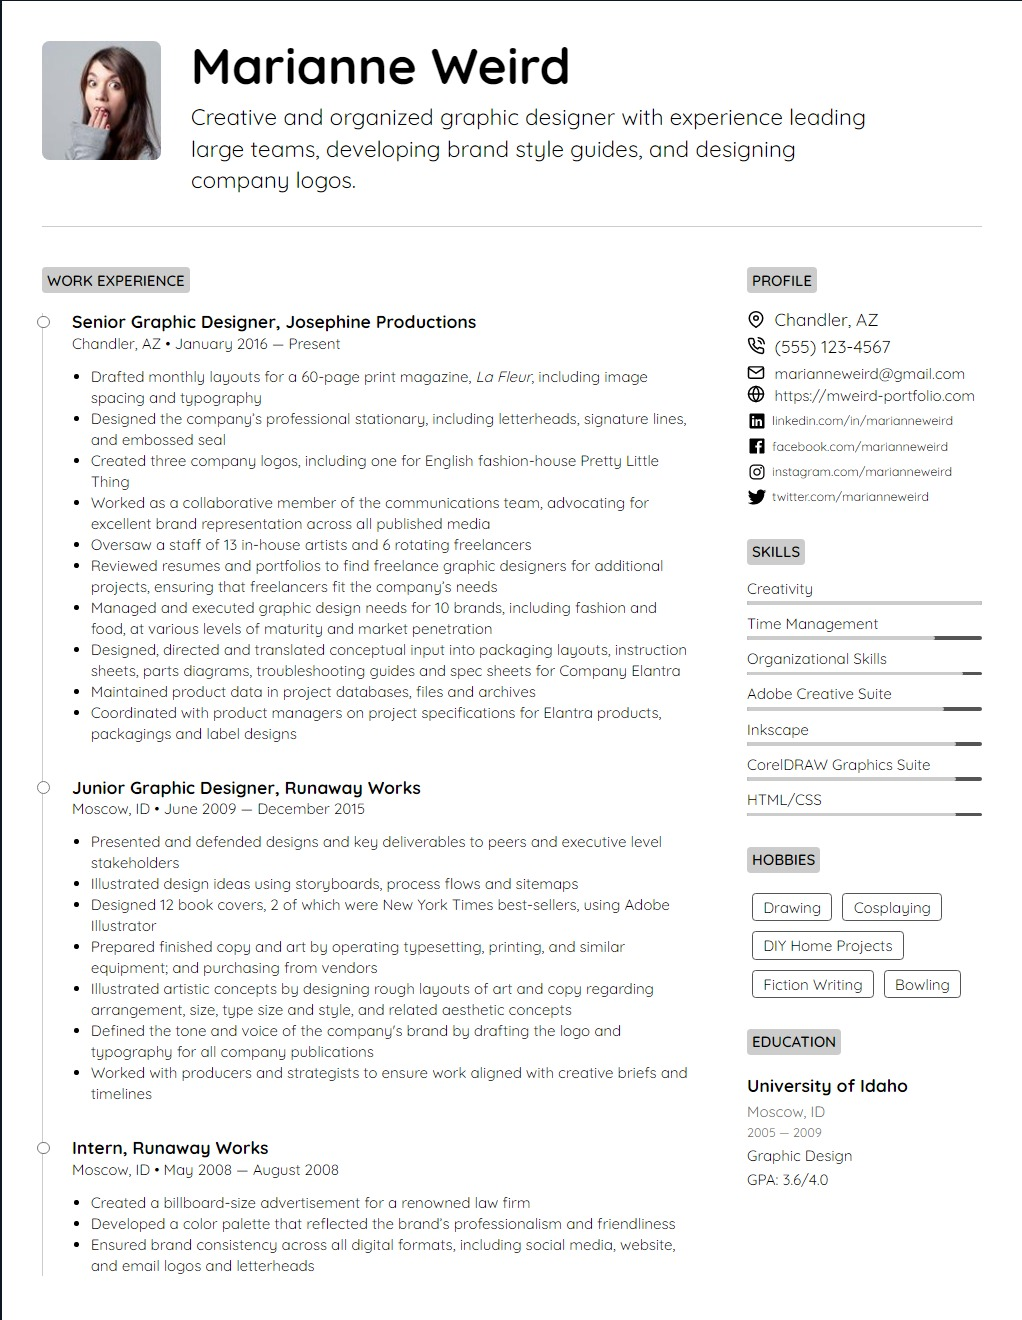 Marianne Weird
Creative and organized graphic designer with experience leading
large teams, developing brand style guides, and designing
company logos.
WORK EXPERIENCE
Senior Graphic Designer, Josephine Productions
Chandler, AZ • January 2016 — Present
• Drafted monthly layouts for a 60-page print magazine, La Fleur, including image
spacing and typography
• Designed the company's professional stationary, including letterheads, signature lines,
and embossed seal
• Created three company logos, including one for English fashion-house Pretty Little
Thing
• Worked as a collaborative member of the communications team, advocating for
excellent brand representation across all published media
• Oversaw a staff of 13 in-house artists and 6 rotating freelancers
• Reviewed resumes and portfolios to find freelance graphic designers for additional
projects, ensuring that freelancers fit the company's needs
• Managed and executed graphic design needs for 10 brands, including fashion and
food, at various levels of maturity and market penetration
• Designed, directed and translated conceptual input into packaging layouts, instruction
sheets, parts diagrams, troubleshooting guides and spec sheets for Company Elantra
• Maintained product data in project databases, files and archives
• Coordinated with product managers on project specifications for Elantra products,
packagings and label designs
Junior Graphic Designer, Runaway Works
Moscow, ID • June 2009 — December 2015
• Presented and defended designs and key deliverables to peers and executive level
stakeholders
• Illustrated design ideas using storyboards, process flows and sitemaps
• Designed 12 book covers, 2 of which were New York Times best-sellers, using Adobe
Illustrator
• Prepared finished copy and art by operating typesetting, printing, and similar
equipment; and purchasing from vendors
• Illustrated artistic concepts by designing rough layouts of art and copy regarding
arrangement, size, type size and style, and related aesthetic concepts
• Defined the tone and voice of the company's brand by drafting the logo and
typography for all company publications
• Worked with producers and strategists to ensure work aligned with creative briefs and
timelines
Intern, Runaway Works
Moscow, ID • May 2008 — August 2008
• Created a billboard-size advertisement for a renowned law firm
• Developed a color palette that reflected the brand's professionalism and friendliness
• Ensured brand consistency across all digital formats, including social media, website,
and email logos and letterheads
PROFILE
Chandler, AZ
(555) 123-4567
marianneweird@gmail.com
https://mweird-portfolio.com
linkedin.com/in/marianneweird
facebook.com/marianneweird
instagram.com/marianneweird
twitter.com/marianneweird
SKILLS
Creativity
Time Management
Organizational Skills
Adobe Creative Suite
Inkscape
CorelDRAW Graphics Suite
HTML/CSS
HOBBIES
Drawing
Cosplaying
DIY Home Projects
Fiction Writing
Bowling
EDUCATION
University of Idaho
Moscow, ID
2005 — 2009
Graphic Design
GPA: 3.6/4.0